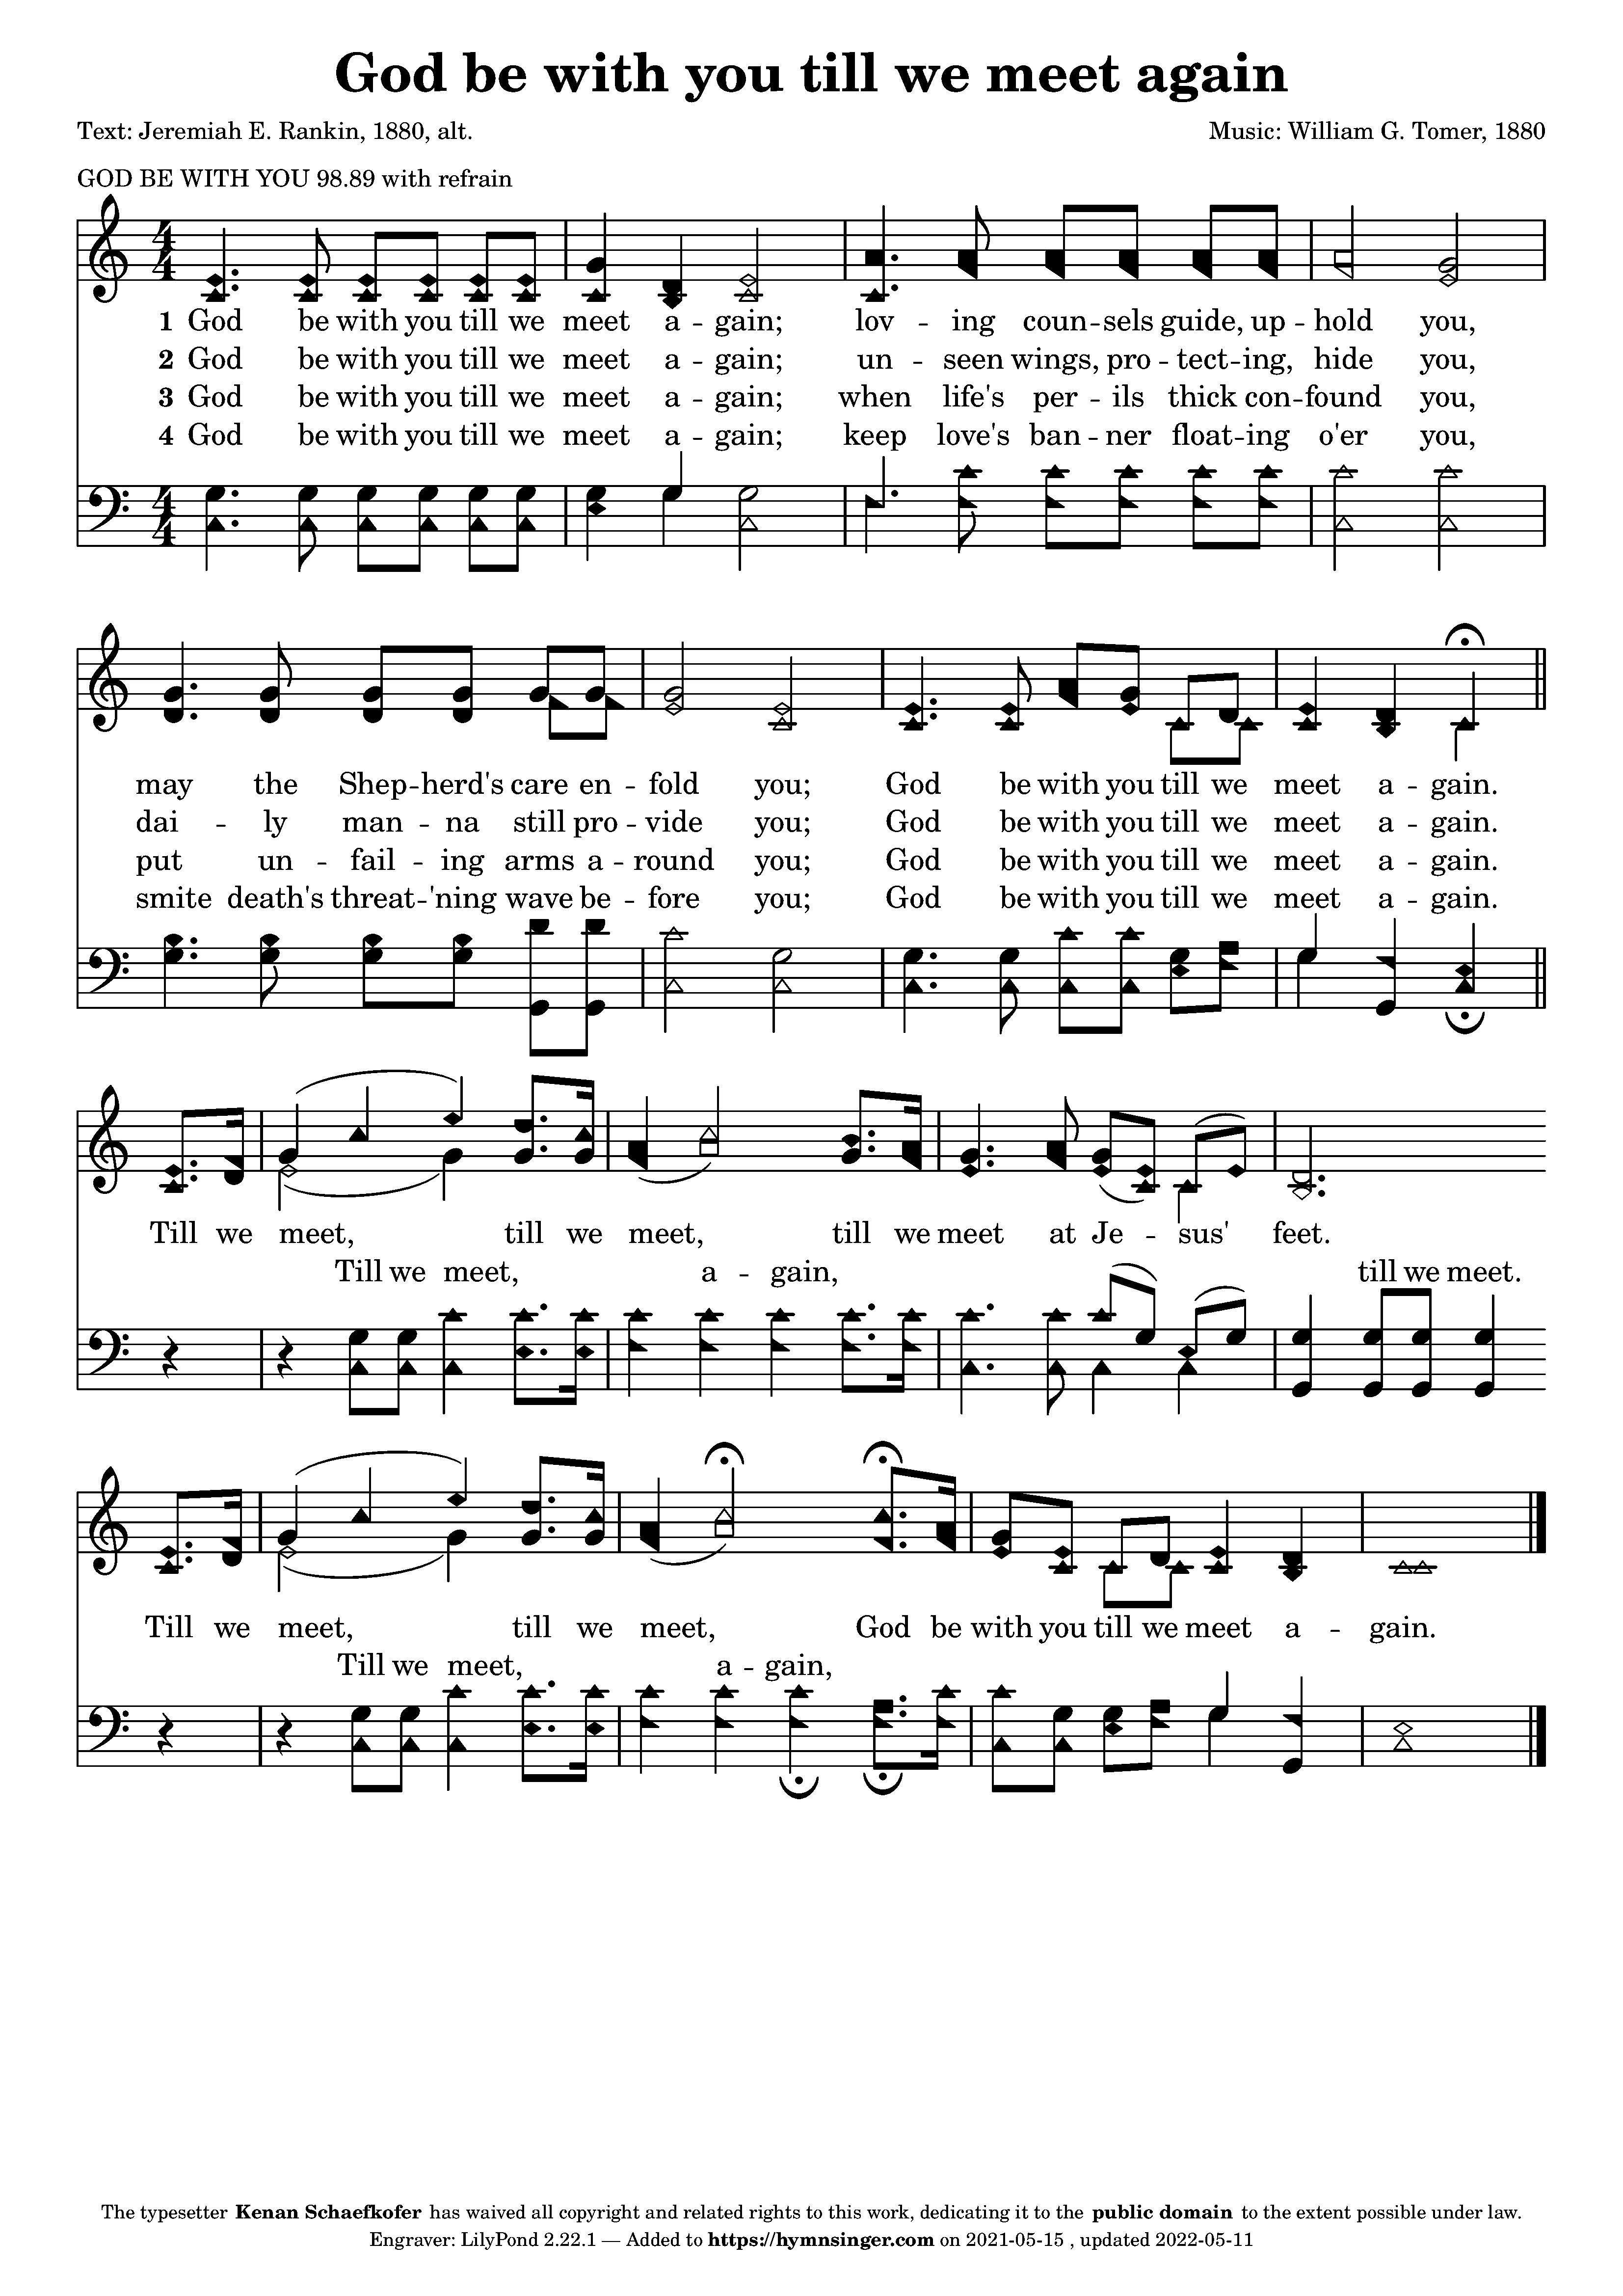 God be with you till we meet again
Text: Jeremiah E. Rankin, 1880, alt. Music: William G. Tomer, 1880
GOD BE WITH YOU 98.89 with refrain
1 God be with you till we meet a -- gain; lov -- ing coun -- sels guide, up -- hold you,
2 God be with you till we meet a -- gain; un -- seen wings, pro -- tect -- ing, hide you,
3 God be with you till we meet a -- gain; when life's per -- ils thick con -- found you,
4 God be with you till we meet a -- gain; keep love's ban -- ner float -- ing o'er you,
may the Shep -- herd's care en -- fold you; God be with you till we meet a -- gain.
dai -- ly man -- na still pro -- vide you; God be with you till we meet a -- gain.
put un -- fail -- ing arms a -- round you; God be with you till we meet a -- gain.
smite death's threat -- 'ning wave be -- fore you; God be with you till we meet a -- gain.
Till we meet, till we meet, till we meet at Je -- sus' feet.
Till we meet, a -- gain, till we meet.
Till we meet, till we meet, God be with you till we meet a -- gain.
Till we meet, a -- gain,
The typesetter Kenan Schaefkofer has waived all copyright and related rights to this work, dedicating it to the public domain to the extent possible under law.
Engraver: LilyPond 2.22.1 — Added to https://hymnsinger.com on 2021-05-15 , updated 2022-05-11